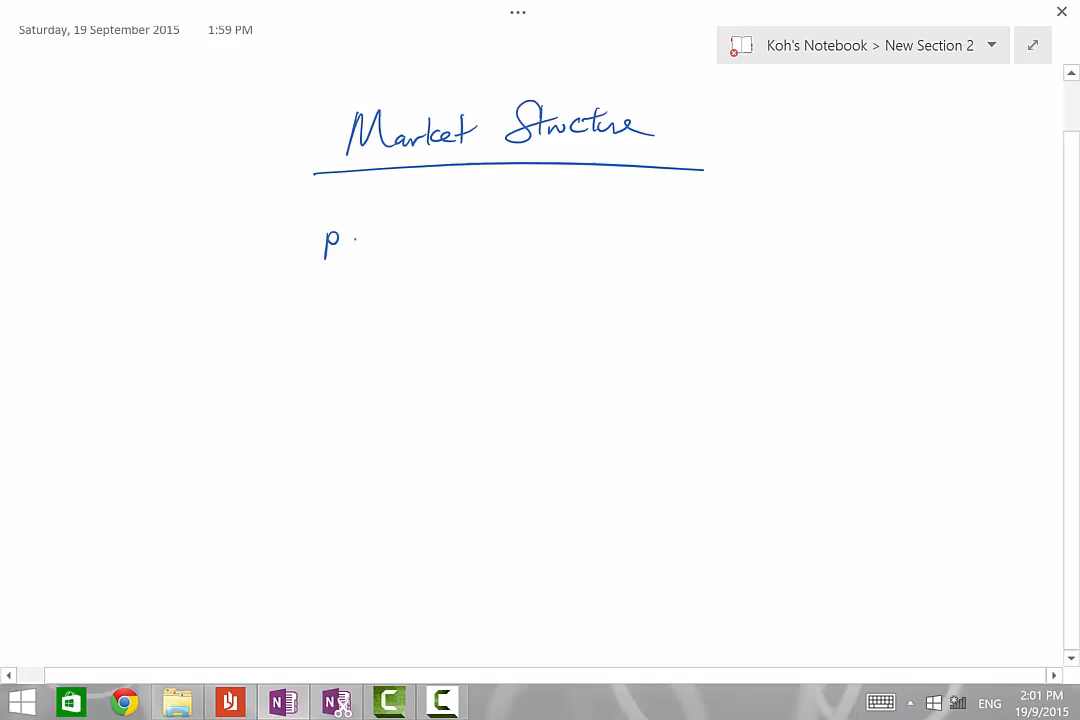 Saturday, 19 September 2015 1:59 PM
Koh's Notebook > New Section 2
Market Structure
P
ENG
2:01 PM
19/9/2015